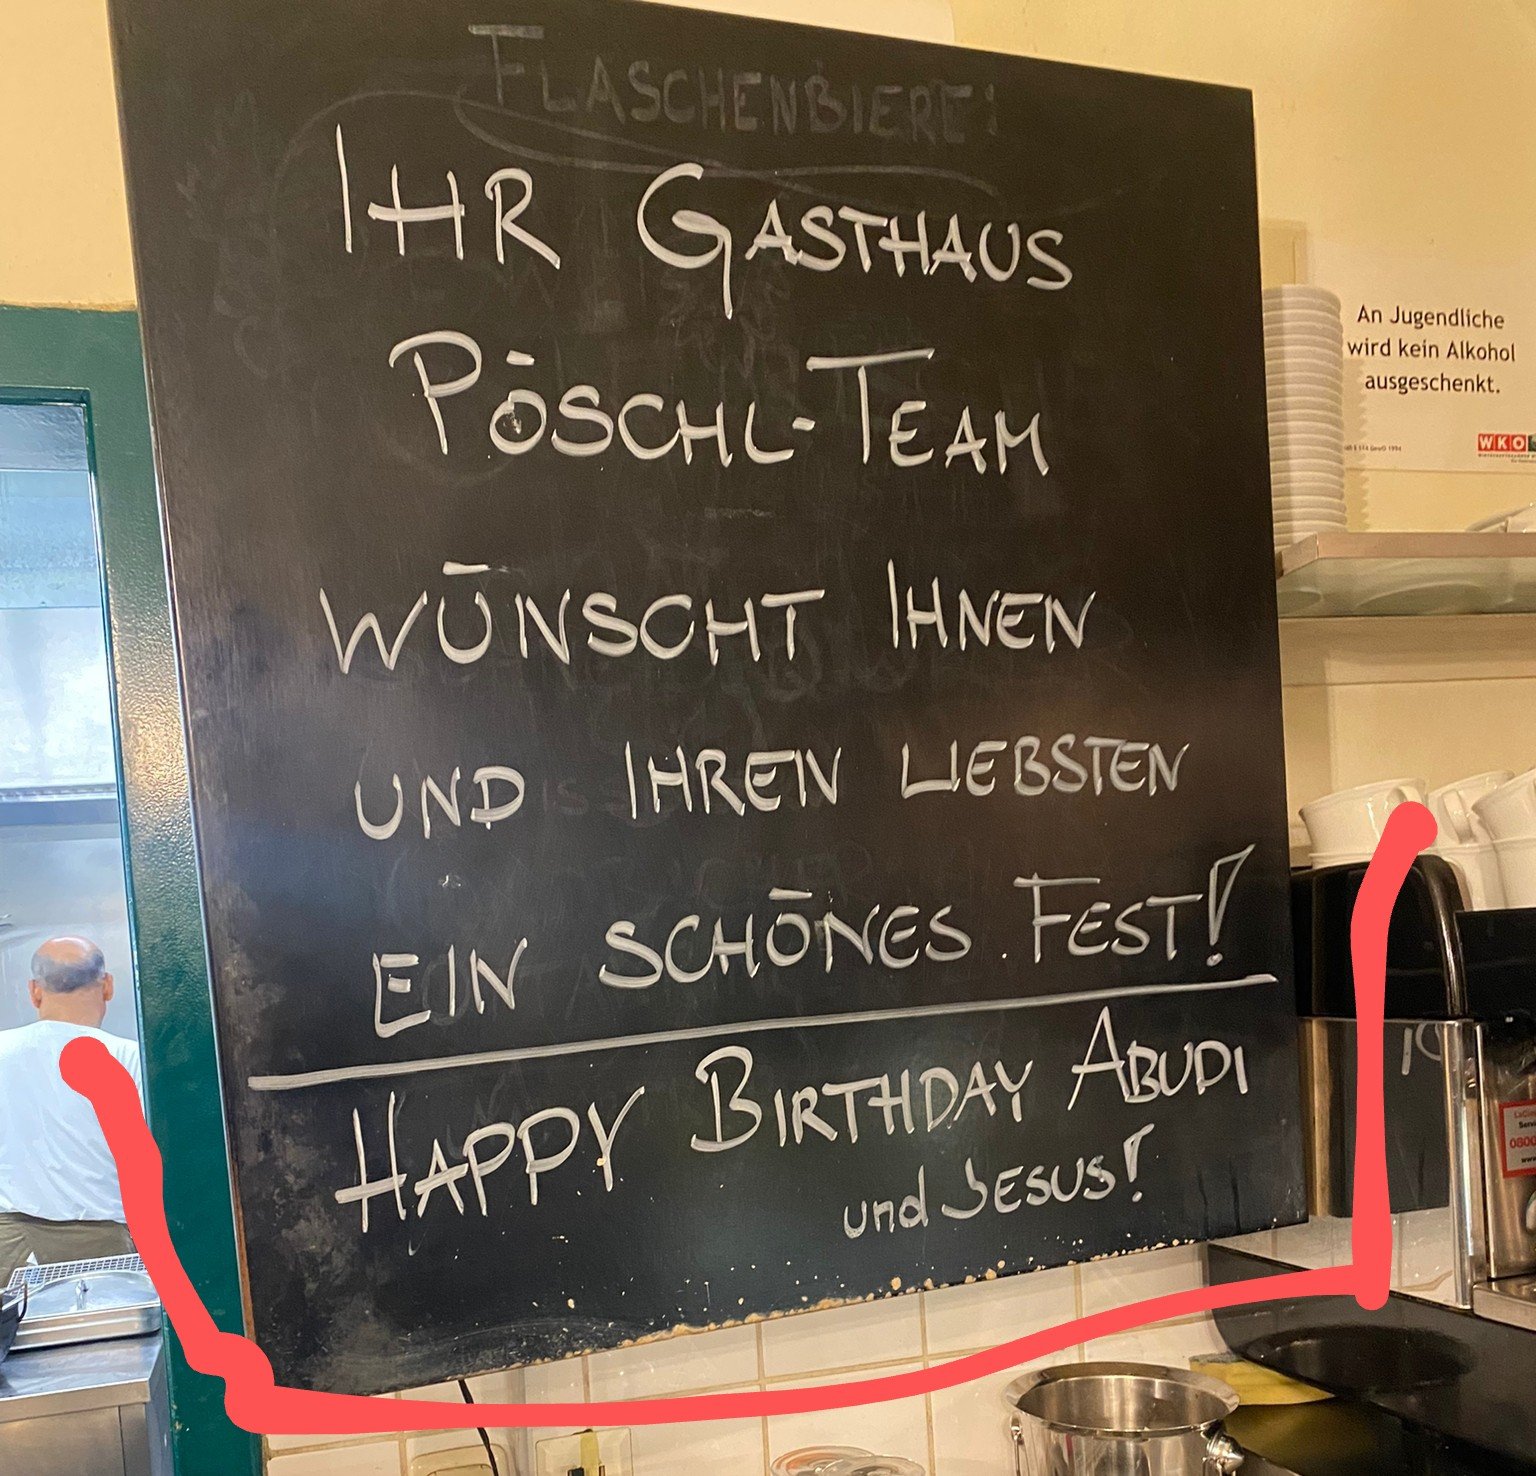 FLASCHENBIERE:
IHR GASTHAUS
PÖSCHL-TEAM
WÜNSCHT IHNEN
UND IHREN LIEBSTEN
EIN SCHÖNES FEST!
HAPPY BIRTHDAY ABUDI
und JESUS!
An Jugendliche
wird kein Alkohol
ausgeschenkt.
WKO